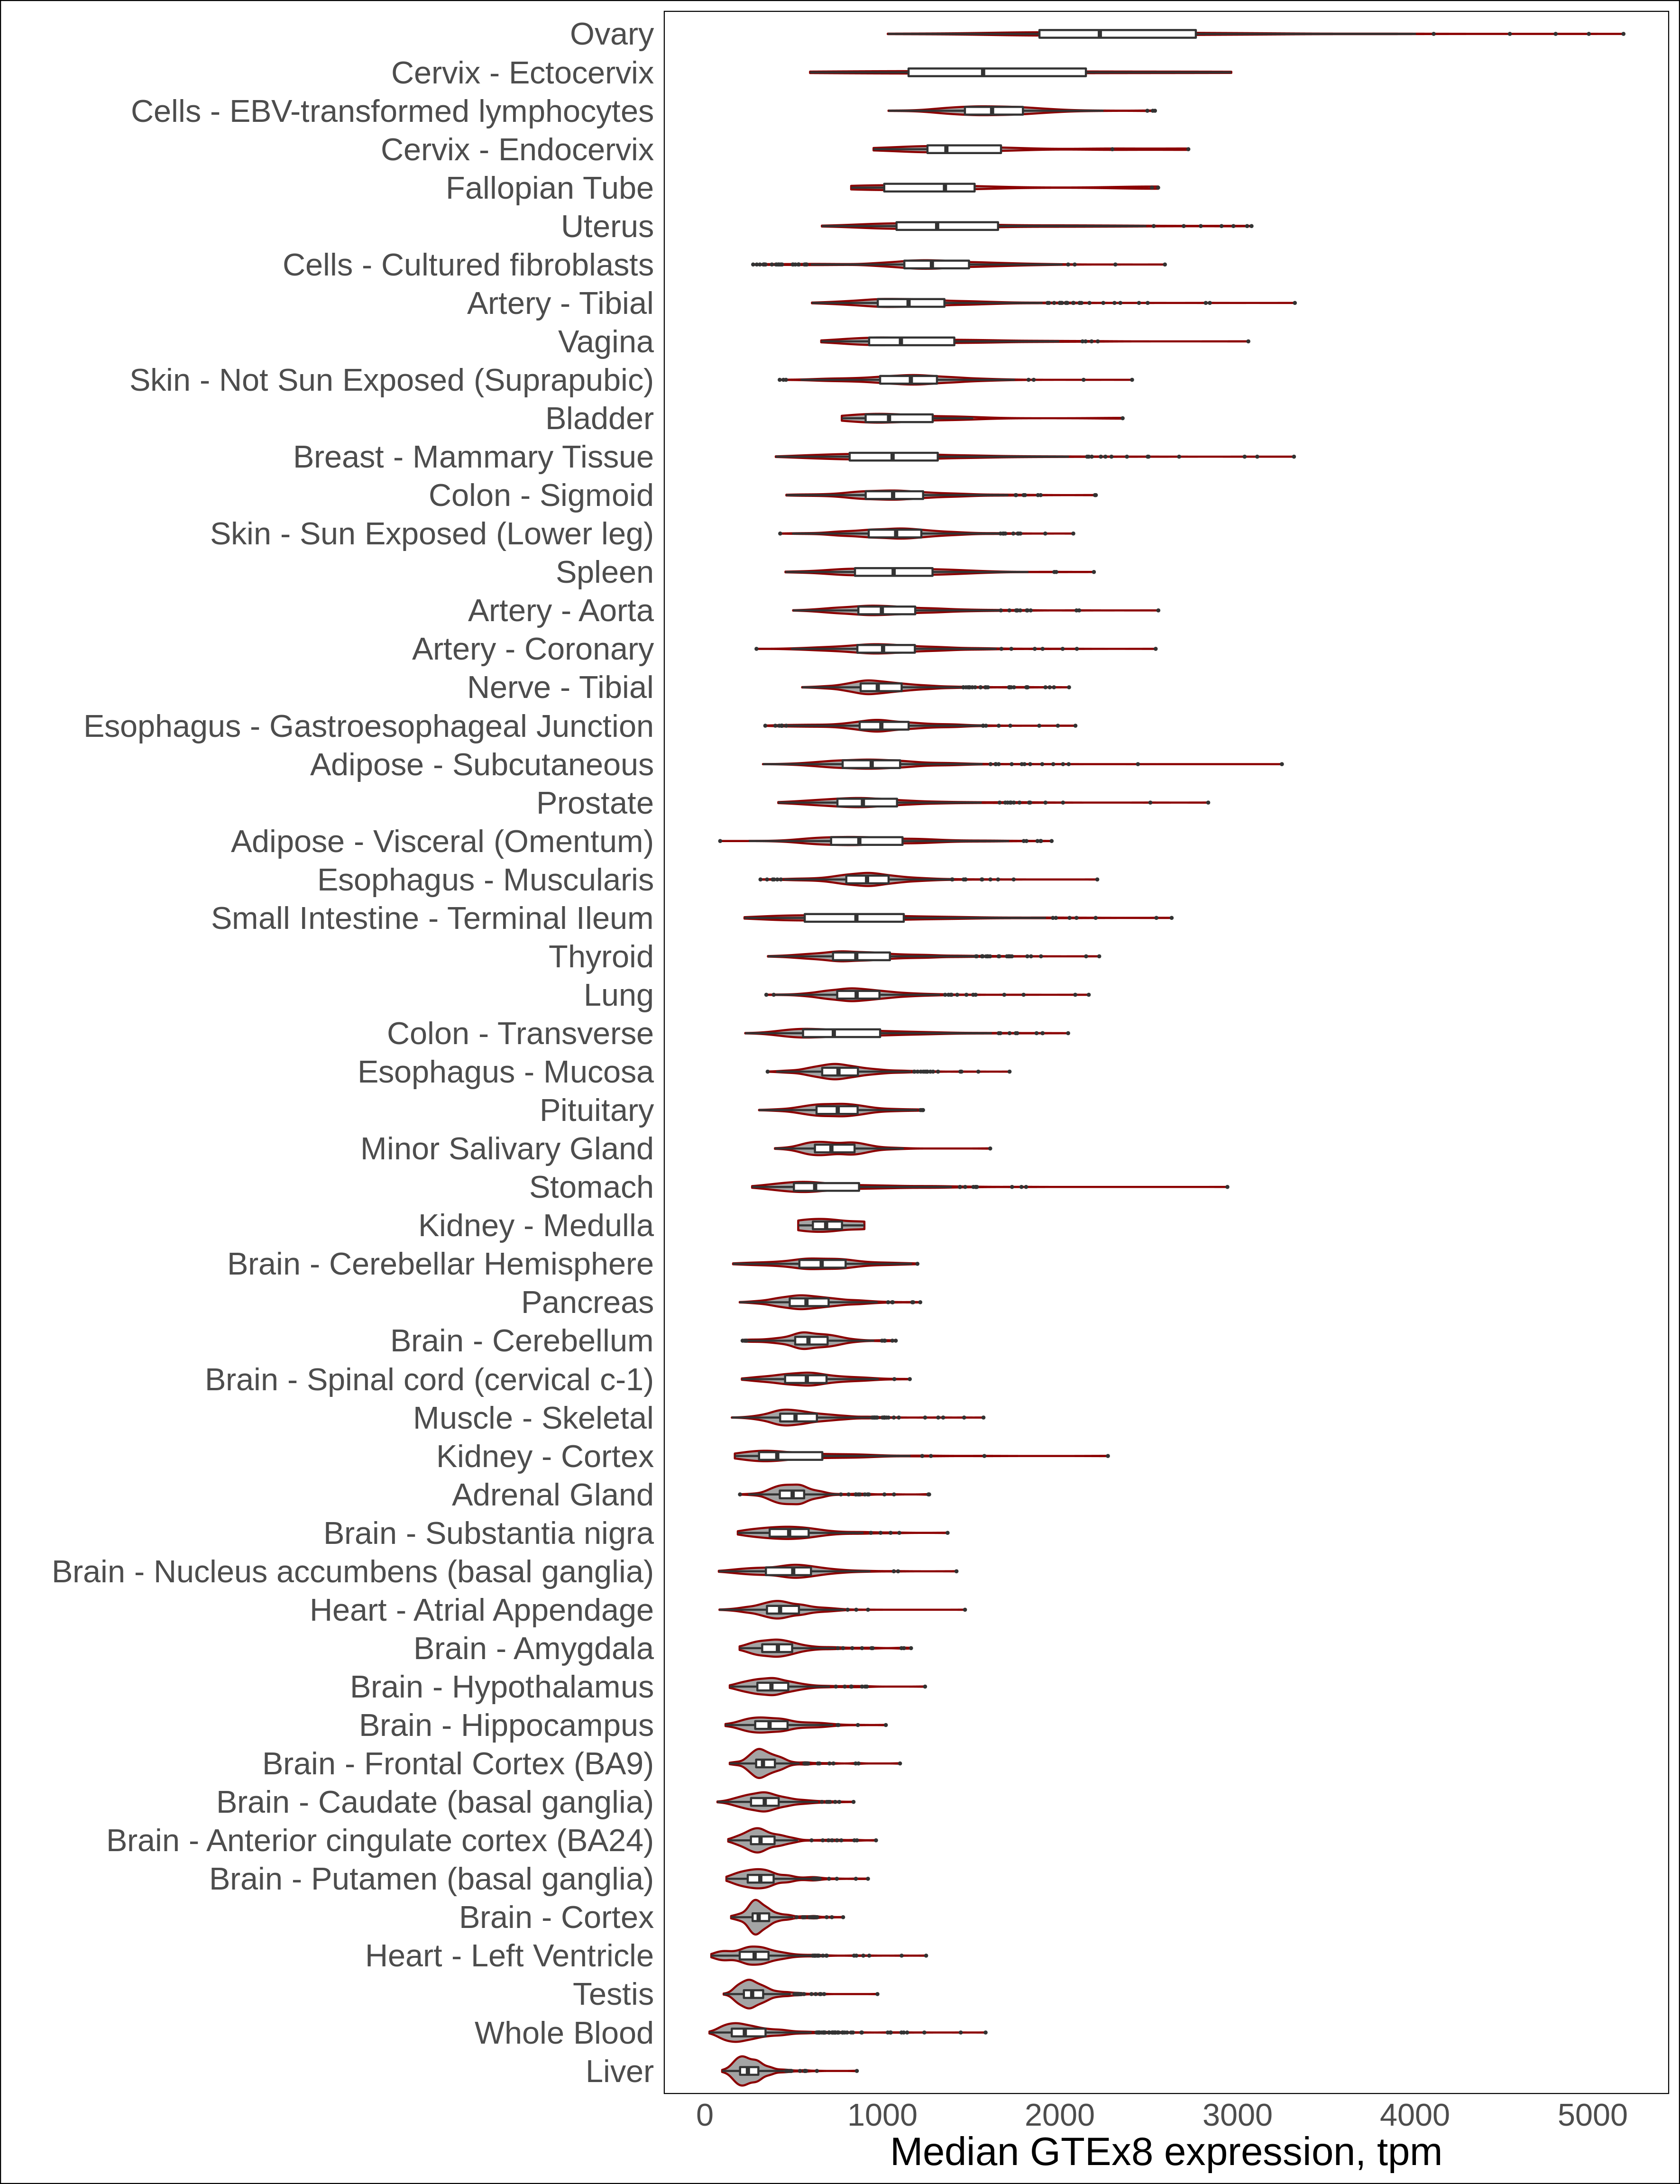 Ovary
Cervix - Ectocervix
Cells - EBV-transformed lymphocytes
Cervix - Endocervix
Fallopian Tube
Uterus
Cells - Cultured fibroblasts
Artery - Tibial
Vagina
Skin - Not Sun Exposed (Suprapubic)
Bladder
Breast - Mammary Tissue
Colon - Sigmoid
Skin - Sun Exposed (Lower leg)
Spleen
Artery - Aorta
Artery - Coronary
Nerve - Tibial
Esophagus - Gastroesophageal Junction
Adipose - Subcutaneous
Prostate
Adipose - Visceral (Omentum)
Esophagus - Muscularis
Small Intestine - Terminal Ileum
Thyroid
Lung
Colon - Transverse
Esophagus - Mucosa
Pituitary
Minor Salivary Gland
Stomach
Kidney - Medulla
Brain - Cerebellar Hemisphere
Pancreas
Brain - Cerebellum
Brain - Spinal cord (cervical c-1)
Muscle - Skeletal
Kidney - Cortex
Adrenal Gland
Brain - Substantia nigra
Brain - Nucleus accumbens (basal ganglia)
Heart - Atrial Appendage
Brain - Amygdala
Brain - Hypothalamus
Brain - Hippocampus
Brain - Frontal Cortex (BA9)
Brain - Caudate (basal ganglia)
Brain - Anterior cingulate cortex (BA24)
Brain - Putamen (basal ganglia)
Brain - Cortex
Heart - Left Ventricle
Testis
Whole Blood
Liver
0 1000 2000 3000 4000 5000
Median GTEx8 expression, tpm